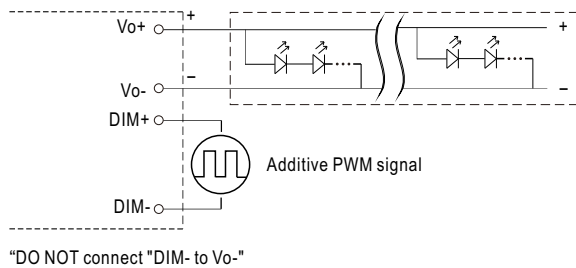 Vo+
+
+
Vo-
−
−
DIM+
Additive PWM signal
DIM-
“DO NOT connect "DIM- to Vo-"